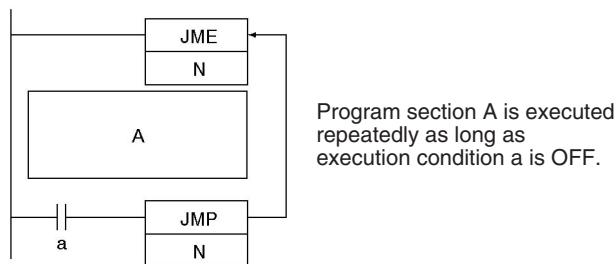 JME
N
A
Program section A is executed
repeatedly as long as
execution condition a is OFF.
JMP
a
N